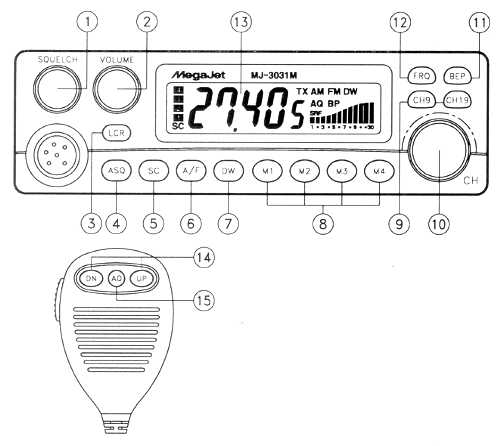 1 2 13 12 11
SQUELCH VOLUME
MegaJet MJ-3031M
FRQ BEP
TX AM FM DW
27405
AQ BP
SRF
1 • 3 • 5 • 7 • 9 •• +30
SC
CH9 CH19
LCR
ASQ SC A/F DW M1 M2 M3 M4
CH
3 4 5 6 7 8 9 10
14
DN AQ UP
15